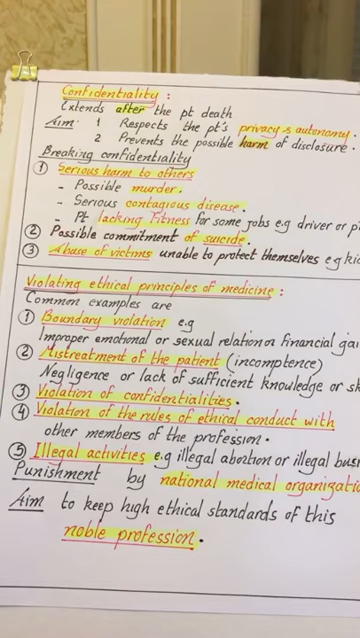 Confidentiality :
Extends after the pt death
Aim: 1 Respects the pt's privacy & autonomy.
2 Prevents the possible harm of disclosure.
Breaking confidentiality
① Serious harm to others
- Possible murder.
- Serious contagious disease.
- Pt lacking Fitness for some jobs e.g driver or
② Possible commitment of suicide.
③ Abuse of victims unable to protect themselves e.g
Violating ethical principles of medicine :
Common examples are
① Boundary violation e.g
Improper emotional or sexual relation or financial
② Mistreatment of the patient (incomptence)
Negligence or lack of sufficient knowledge or
③ Violation of confidentialities.
④ Violation of the rules of ethical conduct with
other members of the profession.
⑤ Illegal activities e.g illegal abortion or illegal
Punishment by national medical
Aim to keep high ethical standards of this
noble profession.